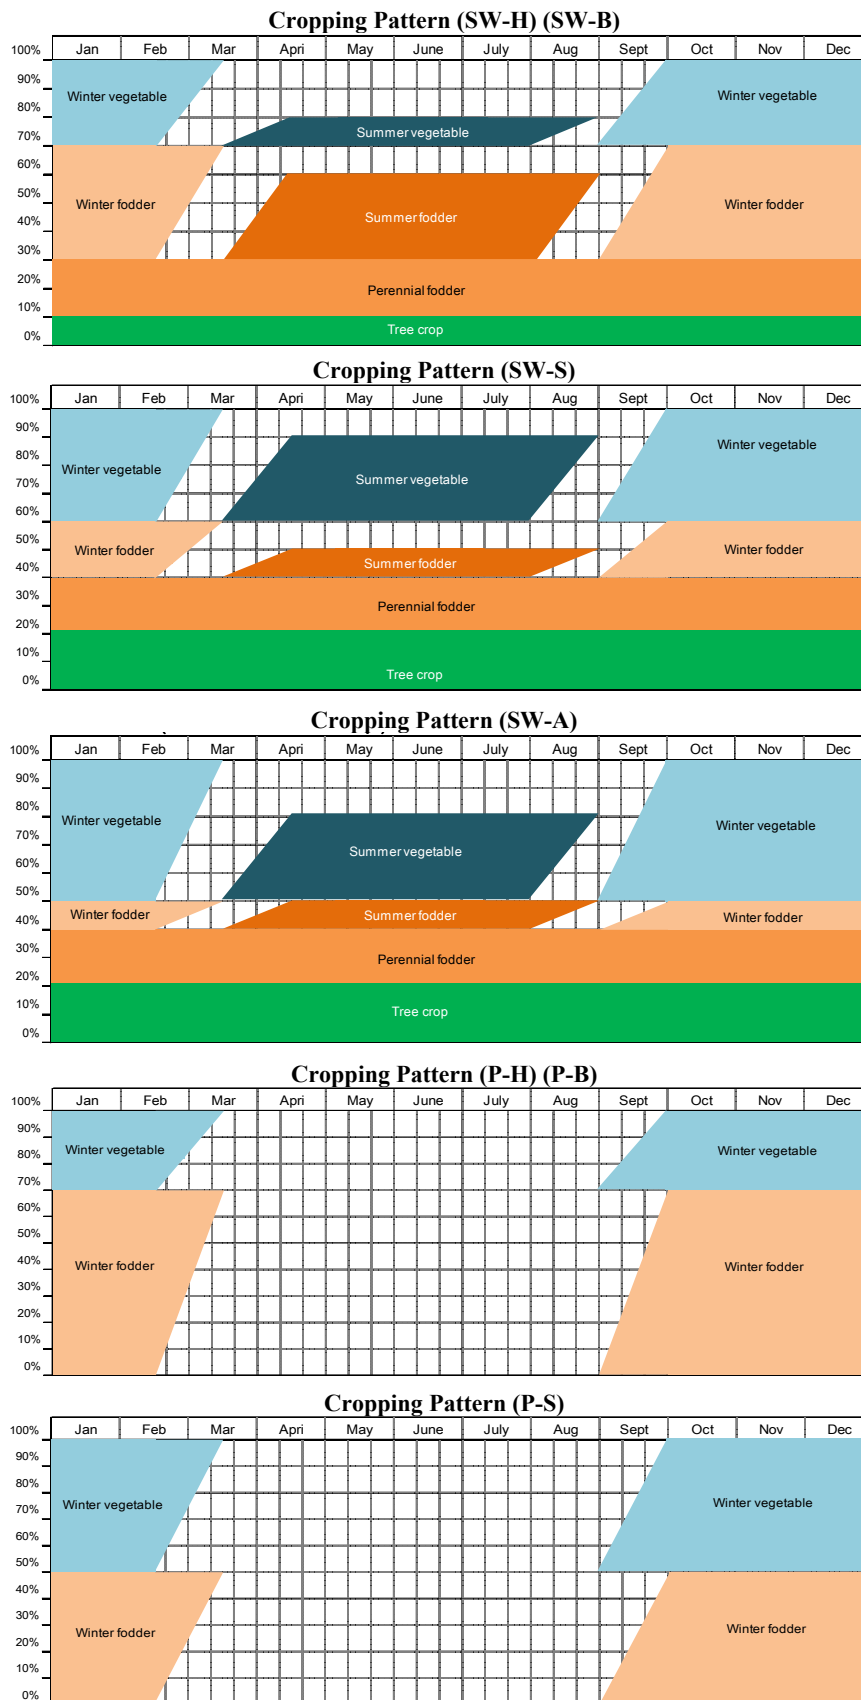 Cropping Pattern (SW-H) (SW-B)
100% Jan Feb Mar Apri May June July Aug Sept Oct Nov Dec
90%
Winter vegetable Winter vegetable
80%
Summer vegetable
70%
60%
50%
Winter fodder Summer fodder Winter fodder
40%
30%
20%
Perennial fodder
10%
Tree crop
0%
Cropping Pattern (SW-S)
100% Jan Feb Mar Apri May June July Aug Sept Oct Nov Dec
90%
Winter vegetable
80%
Winter vegetable Summer vegetable
70%
60%
50%
Winter fodder Summer fodder Winter fodder
40%
30%
Perennial fodder
20%
10%
Tree crop
0%
Cropping Pattern (SW-A)
100% Jan Feb Mar Apri May June July Aug Sept Oct Nov Dec
90%
80%
Winter vegetable Winter vegetable
70%
Summer vegetable
60%
50%
40%
Winter fodder Summer fodder Winter fodder
30%
Perennial fodder
20%
10%
Tree crop
0%
Cropping Pattern (P-H) (P-B)
100% Jan Feb Mar Apri May June July Aug Sept Oct Nov Dec
90%
Winter vegetable Winter vegetable
80%
70%
60%
50%
40%
Winter fodder Winter fodder
30%
20%
10%
0%
Cropping Pattern (P-S)
100% Jan Feb Mar Apri May June July Aug Sept Oct Nov Dec
90%
80%
Winter vegetable Winter vegetable
70%
60%
50%
40%
30%
Winter fodder Winter fodder
20%
10%
0%